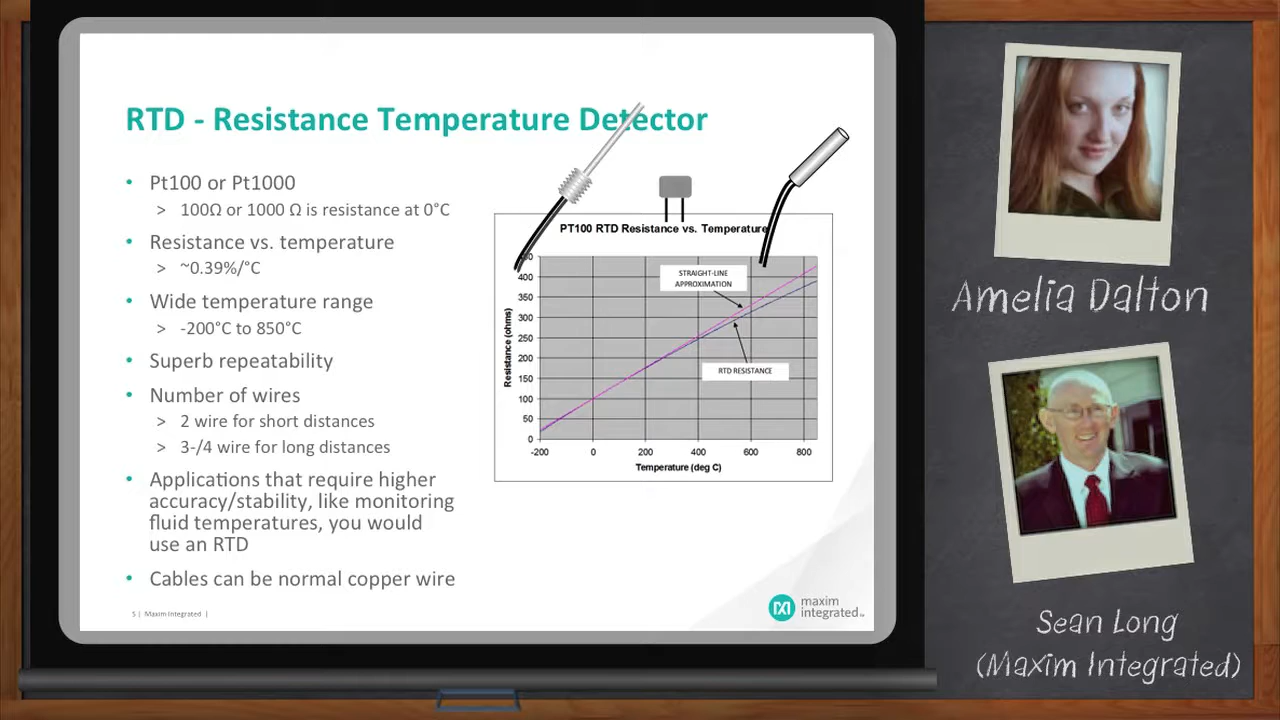 RTD - Resistance Temperature Detector
• Pt100 or Pt1000
> 100Ω or 1000 Ω is resistance at 0°C
• Resistance vs. temperature
> ~0.39%/°C
• Wide temperature range
> -200°C to 850°C
• Superb repeatability
• Number of wires
> 2 wire for short distances
> 3-/4 wire for long distances
• Applications that require higher
accuracy/stability, like monitoring
fluid temperatures, you would
use an RTD
• Cables can be normal copper wire
5 | Maxim Integrated |
PT100 RTD Resistance vs. Temperature
STRAIGHT-LINE
APPROXIMATION
RTD RESISTANCE
Resistance (ohms)
400
350
300
250
200
150
100
50
0
-200 0 200 400 600 800
Temperature (deg C)
maxim
integrated™
Amelia Dalton
Sean Long
(Maxim Integrated)